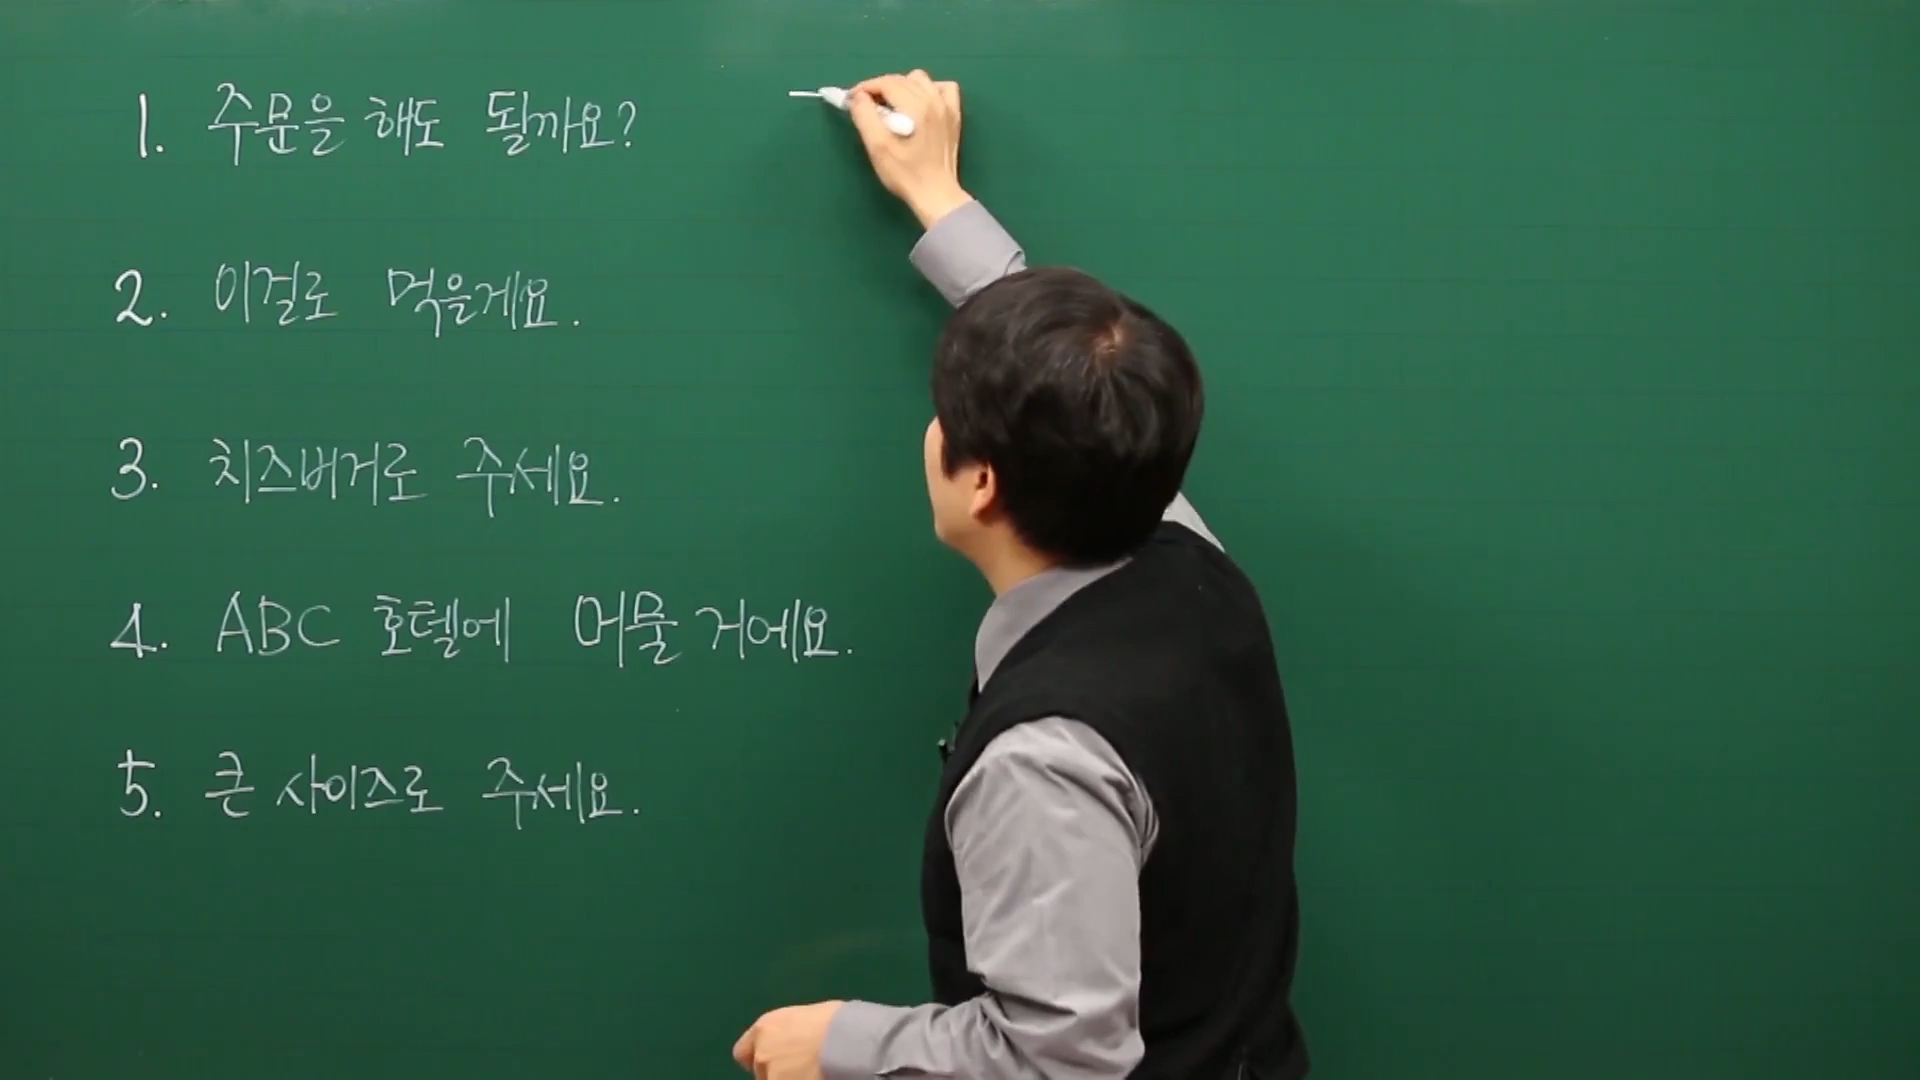 1. 주문을 해도 될까요?
2. 이걸로 먹을게요.
3. 치즈버거로 주세요.
4. ABC 호텔에 머물 거에요.
5. 큰 사이즈로 주세요.